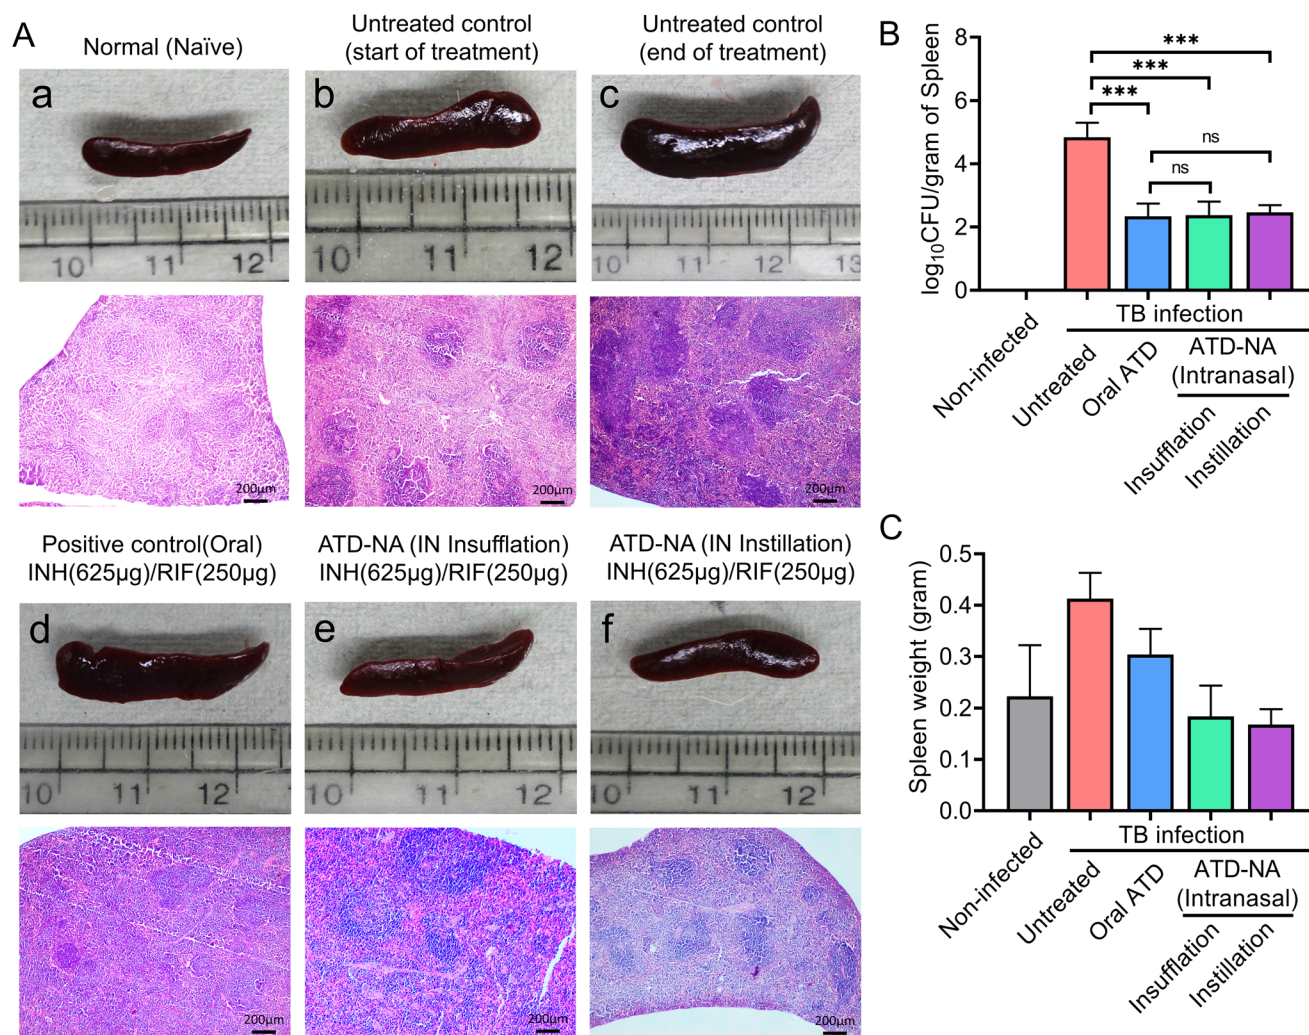 A
Normal (Naïve)
Untreated control
(start of treatment)
Untreated control
(end of treatment)
a
b
c
10 11 12
10 11 12
10 11 12 13
200µm
200µm
200µm
Positive control(Oral)
INH(625µg)/RIF(250µg)
ATD-NA (IN Insufflation)
INH(625µg)/RIF(250µg)
ATD-NA (IN Instillation)
INH(625µg)/RIF(250µg)
d
e
f
10 11 12
10 11 12
10 11 12
200µm
200µm
200µm
B
log₁₀CFU/gram of Spleen
8
6
4
2
0
***
***
***
ns
ns
Non-infected
Untreated
Oral ATD
Insufflation
Instillation
TB infection
ATD-NA
(Intranasal)
C
Spleen weight (gram)
0.5
0.4
0.3
0.2
0.1
0.0
Non-infected
Untreated
Oral ATD
Insufflation
Instillation
TB infection
ATD-NA
(Intranasal)